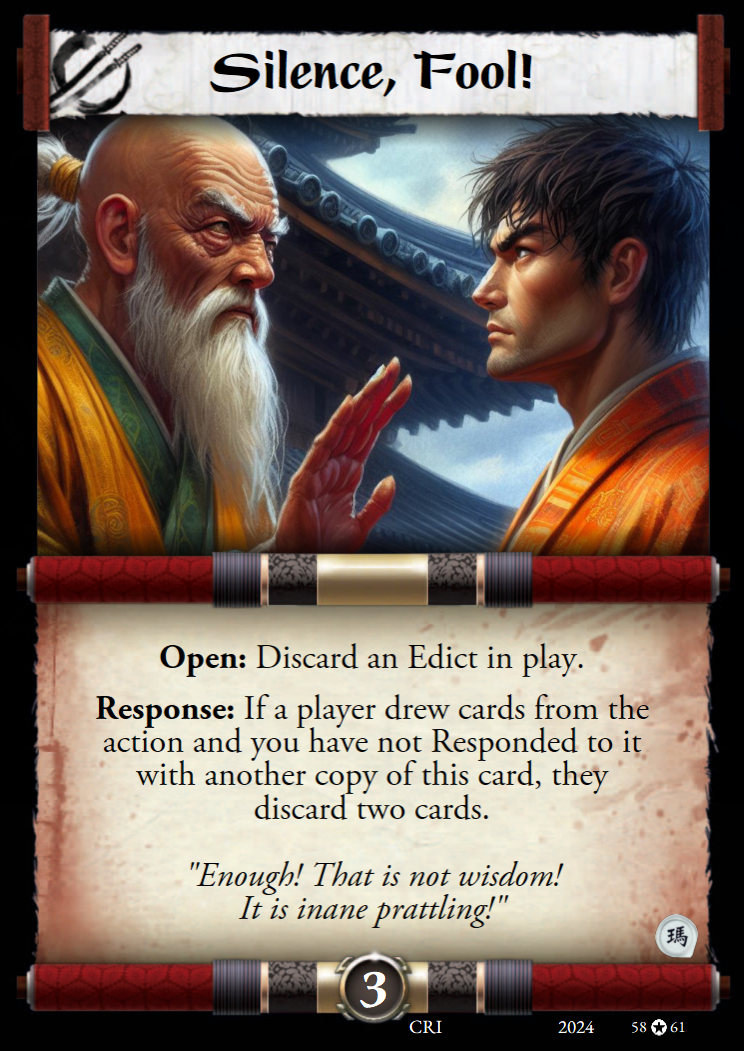 Silence, Fool!
Open: Discard an Edict in play.
Response: If a player drew cards from the
action and you have not Responded to it
with another copy of this card, they
discard two cards.
"Enough! That is not wisdom!
It is inane prattling!"
瑪
3
CRI 2024 58 ✪ 61